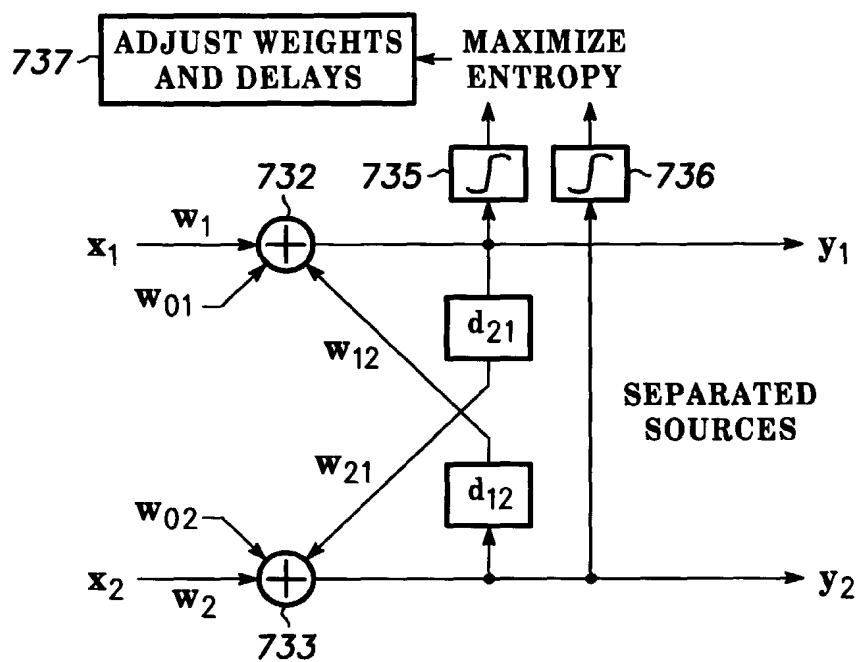 737
ADJUST WEIGHTS
AND DELAYS
MAXIMIZE
ENTROPY
732
735
736
x1
w1
w01
y1
d21
w12
SEPARATED
SOURCES
w21
d12
w02
x2
w2
y2
733